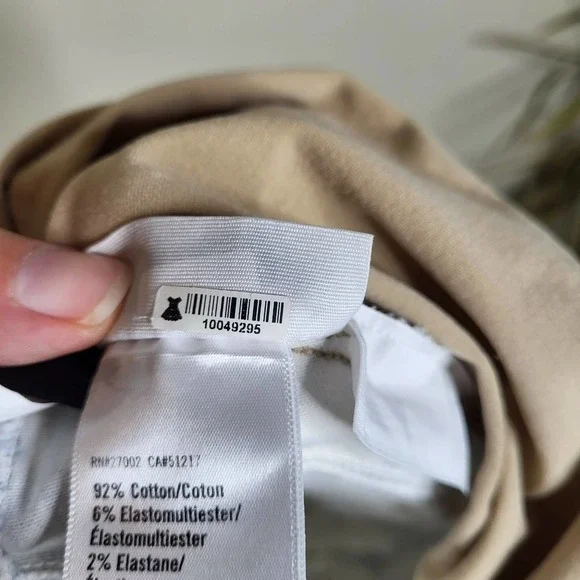 10049295
RN#27002 CA#51217
92% Cotton/Coton
6% Elastomultiester/
Élastomultiester
2% Elastane/